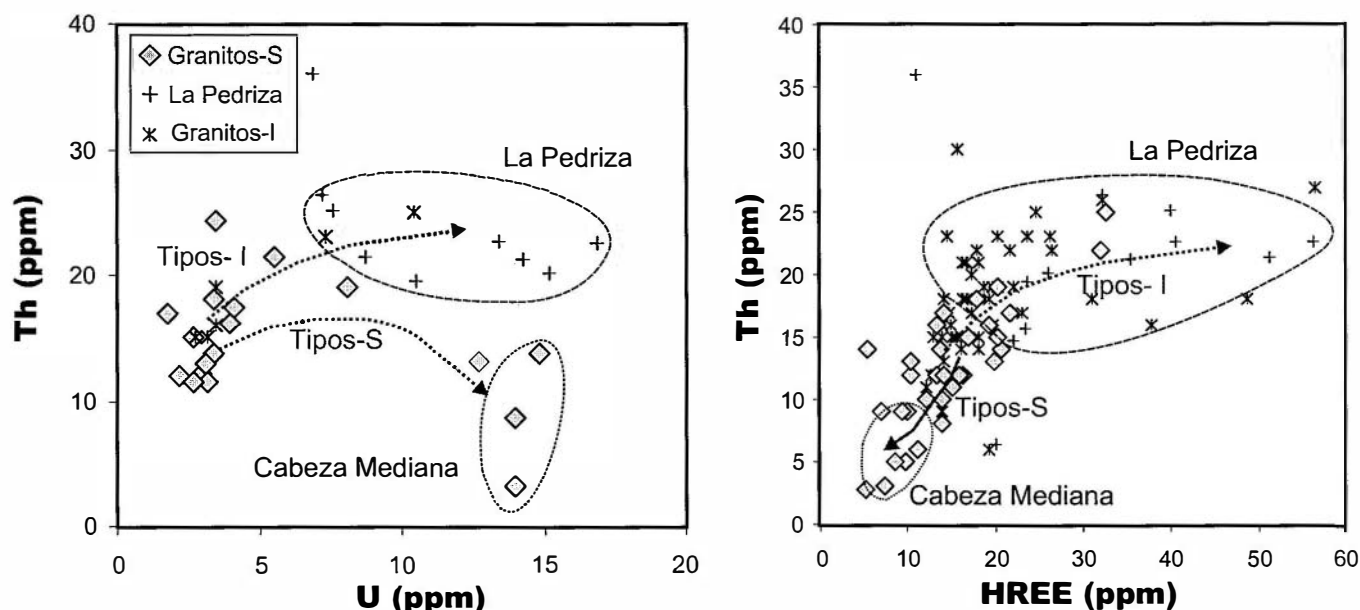 40
30
20
10
0
0
5
10
15
20
Th (ppm)
U (ppm)
Granitos-S
La Pedriza
Granitos-I
La Pedriza
Tipos- I
Tipos-S
Cabeza Mediana
40
35
30
25
20
15
10
5
0
0
10
20
30
40
50
60
Th (ppm)
HREE (ppm)
La Pedriza
Tipos- I
Tipos-S
Cabeza Mediana